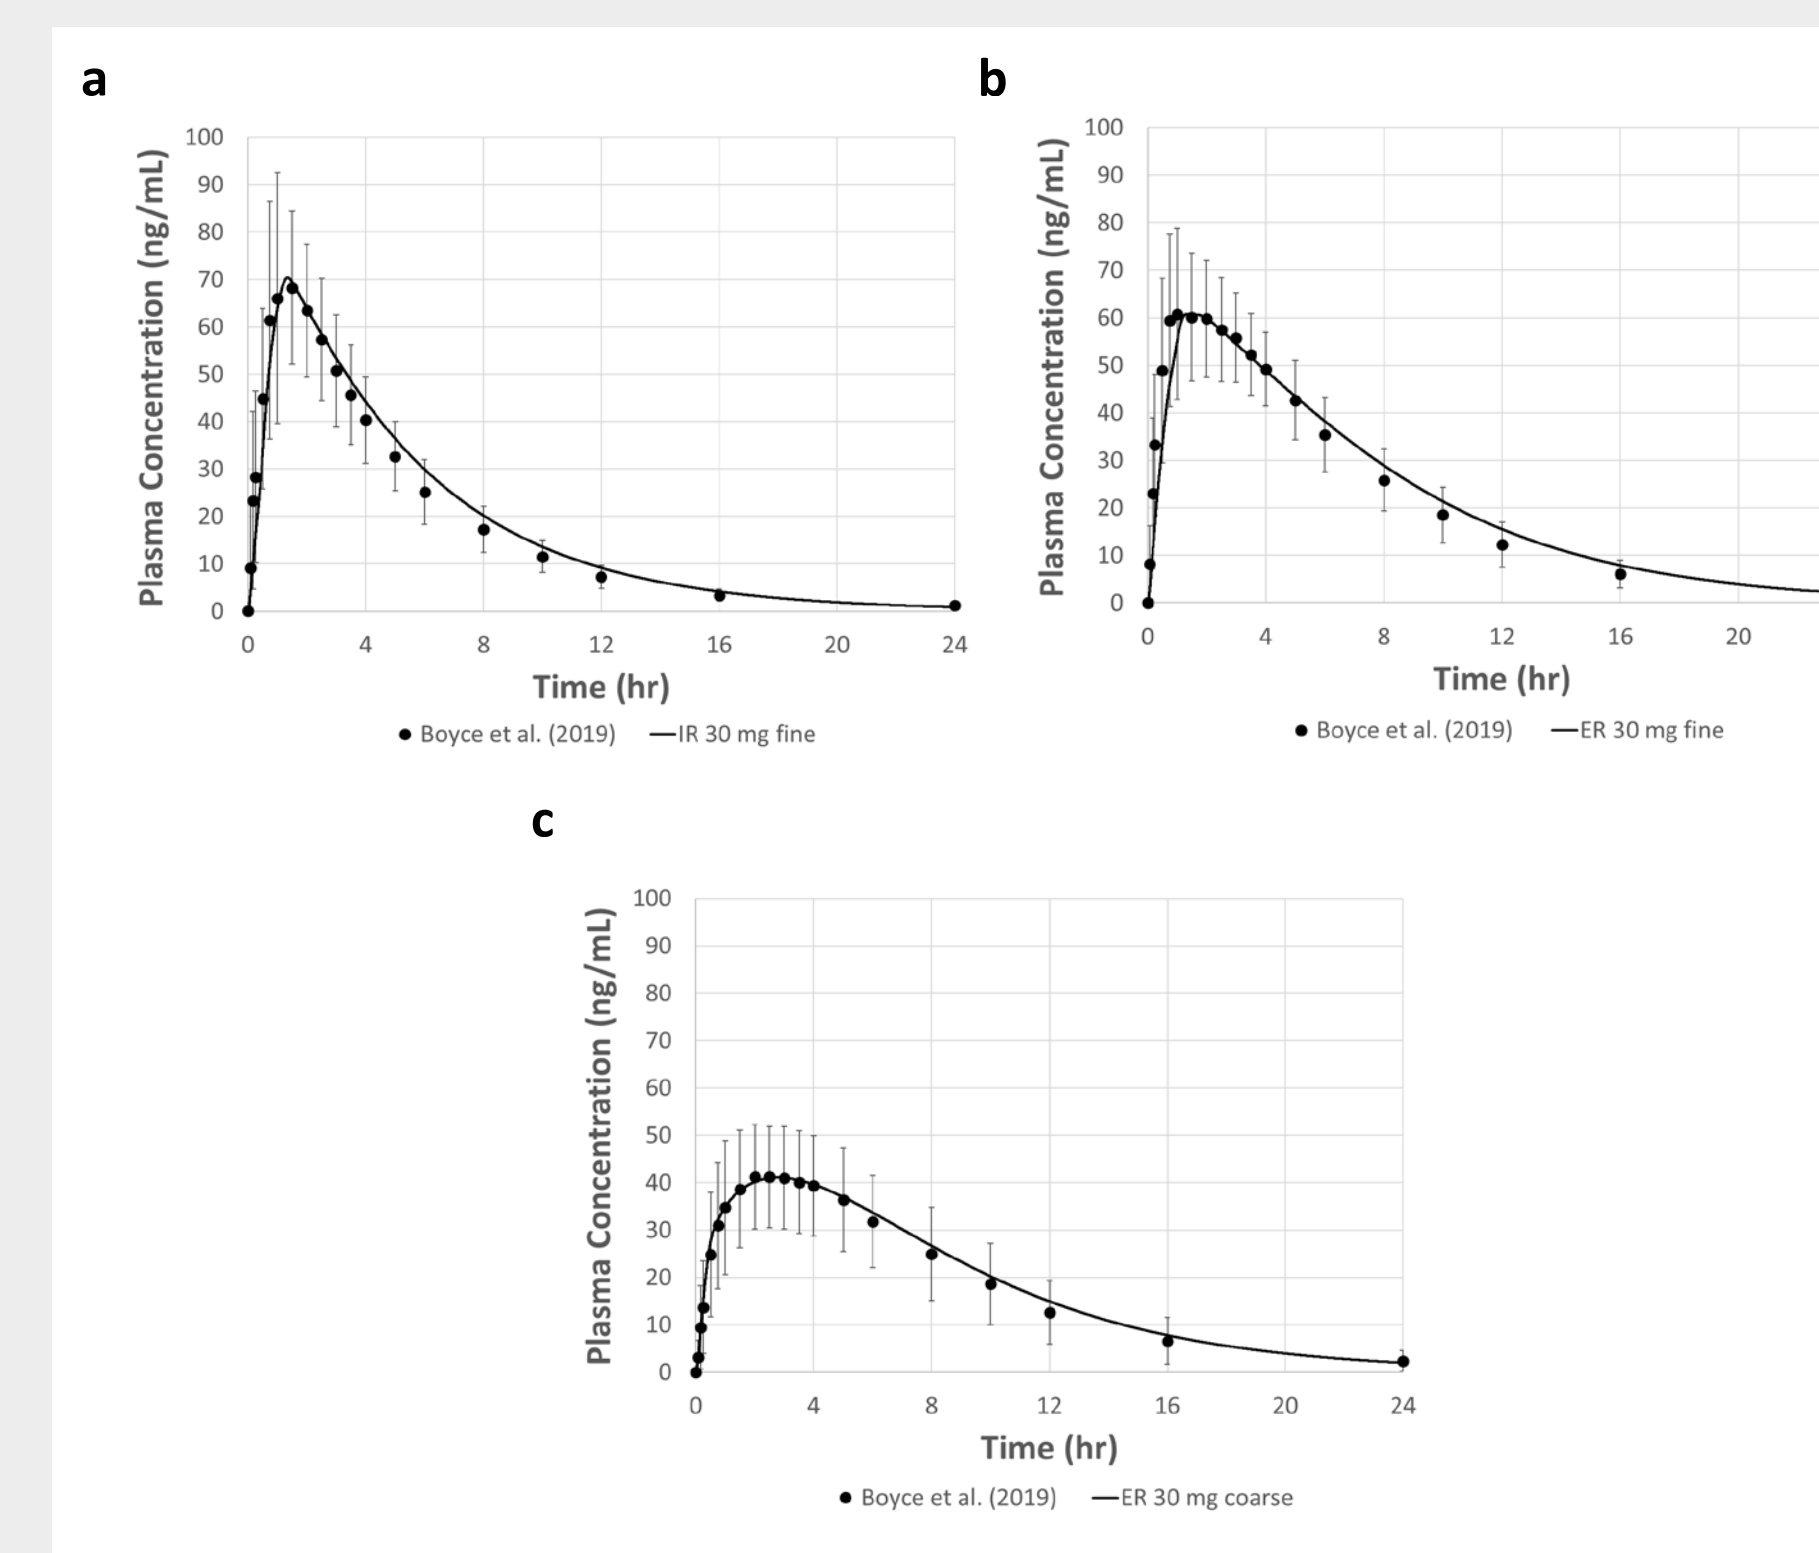 a
Plasma Concentration (ng/mL)
100
90
80
70
60
50
40
30
20
10
0
0 4 8 12 16 20 24
Time (hr)
Boyce et al. (2019) IR 30 mg fine
b
Plasma Concentration (ng/mL)
100
90
80
70
60
50
40
30
20
10
0
0 4 8 12 16 20
Time (hr)
Boyce et al. (2019) ER 30 mg fine
c
Plasma Concentration (ng/mL)
100
90
80
70
60
50
40
30
20
10
0
0 4 8 12 16 20 24
Time (hr)
Boyce et al. (2019) ER 30 mg coarse